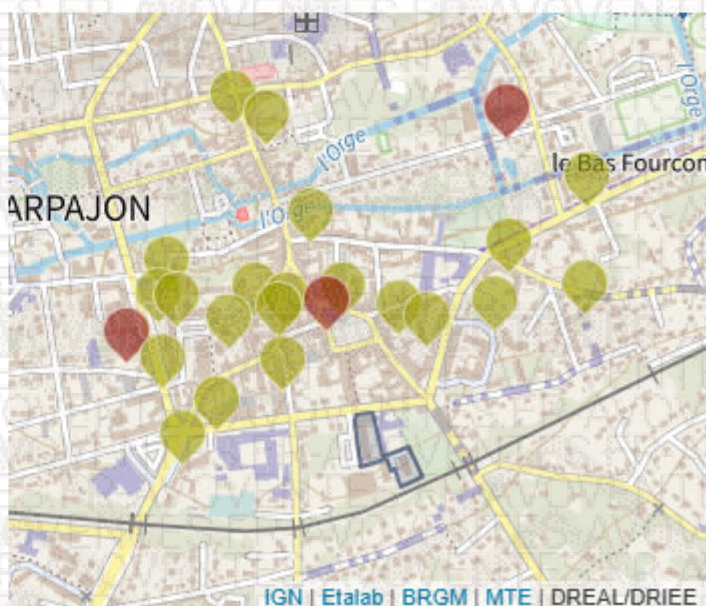 l'Orge
l'Orge
le Bas Fourcon
ARPAJON
l'Orge
IGN | Etalab | BRGM | MTE | DREAL/DRIEE